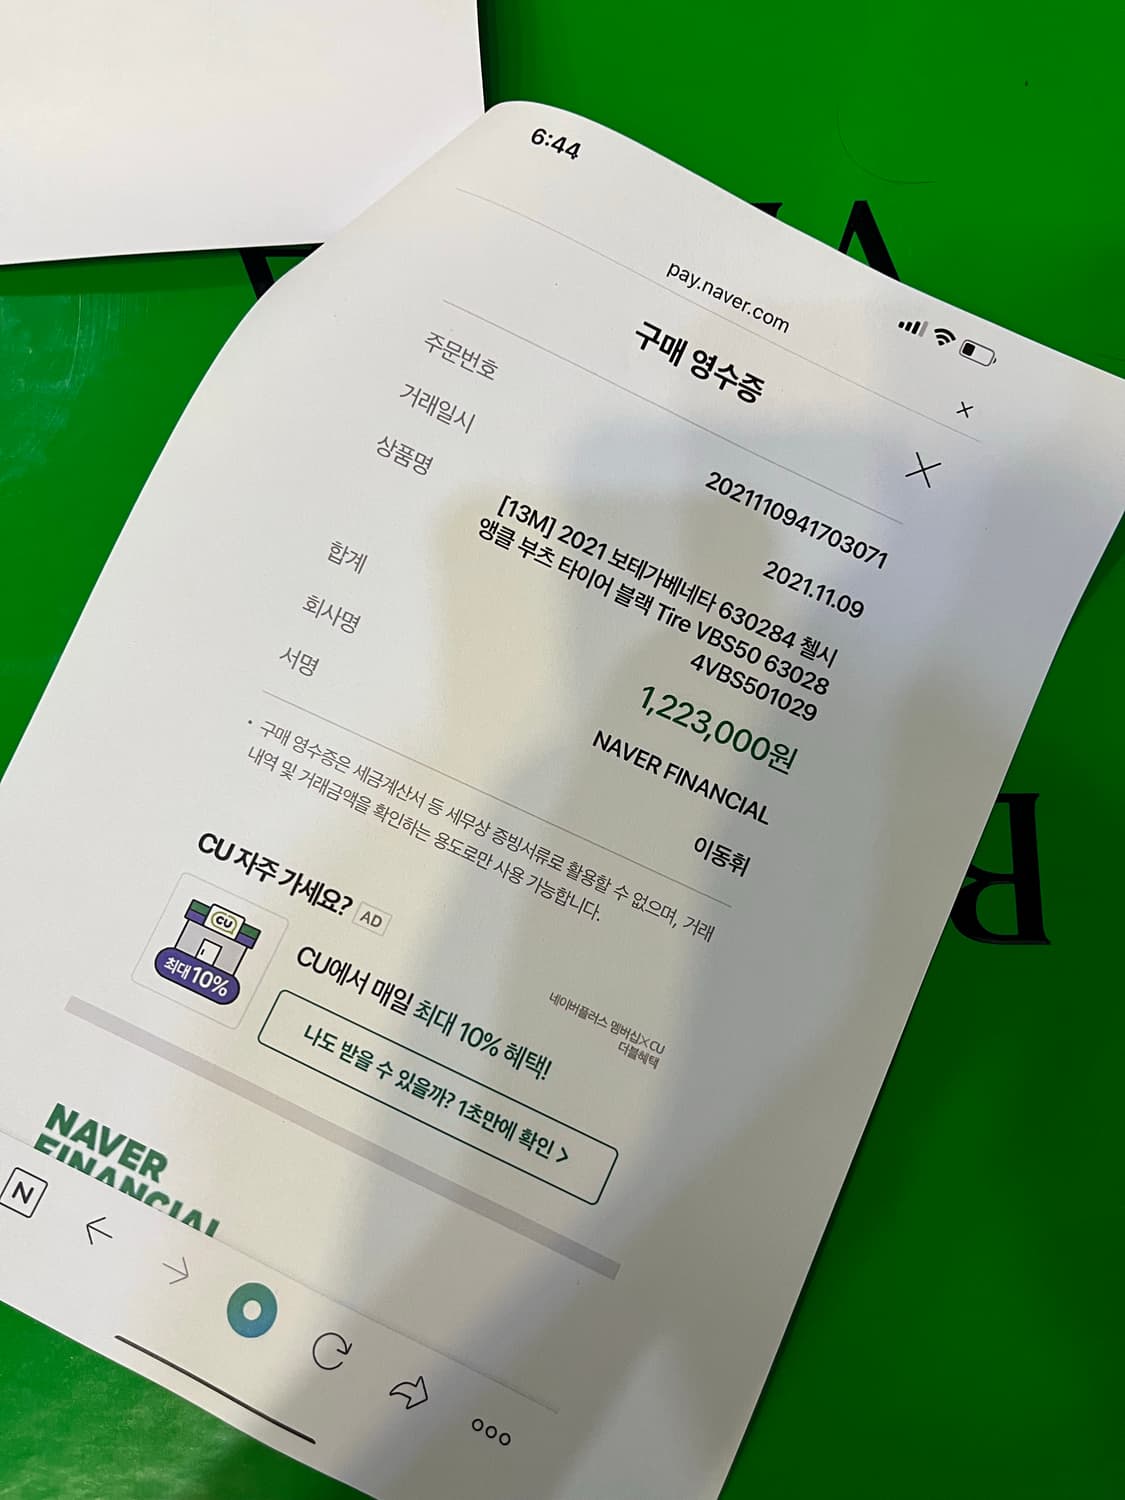 6:44
pay.naver.com
구매 영수증
주문번호
2021110941703071
거래일시
2021.11.09
상품명
[13M] 2021 보테가베네타 630284 첼시
앵클 부츠 타이어 블랙 Tire VBS50 63028
4VBS501029
합계
1,223,000원
회사명
NAVER FINANCIAL
서명
이동휘
• 구매 영수증은 세금계산서 등 세무상 증빙서류로 활용할 수 없으며, 거래
내역 및 거래금액을 확인하는 용도로만 사용 가능합니다.
CU 자주 가세요? AD
CU
최대 10%
CU에서 매일 최대 10% 혜택!
네이버플러스 멤버십×CU
더블혜택
나도 받을 수 있을까? 1초만에 확인 >
NAVER
FINANCIAL
N
R